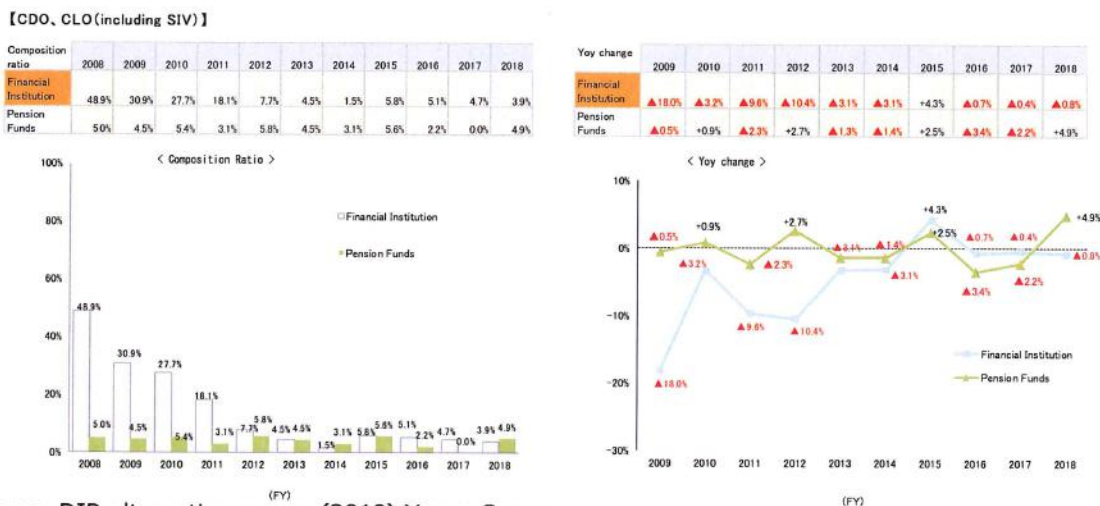 【CDO、CLO(including SIV)】
Composition ratio 2008 2009 2010 2011 2012 2013 2014 2015 2016 2017 2018
Financial Institution 48.9% 30.9% 27.7% 18.1% 7.7% 4.5% 1.5% 5.8% 5.1% 4.7% 3.9%
Pension Funds 5.0% 4.5% 5.4% 3.1% 5.8% 4.5% 3.1% 5.6% 2.2% 0.0% 4.9%
< Composition Ratio >
100%
80%
60%
40%
20%
0%
□Financial Institution
■Pension Funds
48.9% 30.9% 27.7% 18.1% 7.7% 4.5% 1.5% 5.8% 5.1% 4.7% 3.9%
5.0% 4.5% 5.4% 3.1% 5.8% 4.5% 3.1% 5.6% 2.2% 0.0% 4.9%
2008 2009 2010 2011 2012 2013 2014 2015 2016 2017 2018
(FY)
Yoy change 2009 2010 2011 2012 2013 2014 2015 2016 2017 2018
Financial Institution ▲18.0% ▲3.2% ▲9.6% ▲10.4% ▲3.1% ▲3.1% +4.3% ▲0.7% ▲0.4% ▲0.8%
Pension Funds ▲0.5% +0.9% ▲2.3% +2.7% ▲1.3% ▲1.4% +2.5% ▲3.4% ▲2.2% +4.9%
< Yoy change >
10%
0%
-10%
-20%
-30%
▲0.5% +0.9% ▲2.3% +2.7% ▲1.4% +2.5% ▲3.4% ▲2.2% +4.9%
▲18.0% ▲3.2% ▲9.6% ▲10.4% ▲3.1% ▲3.1% +4.3% ▲0.7% ▲0.4% ▲0.8%
Financial Institution
Pension Funds
2009 2010 2011 2012 2013 2014 2015 2016 2017 2018
(FY)